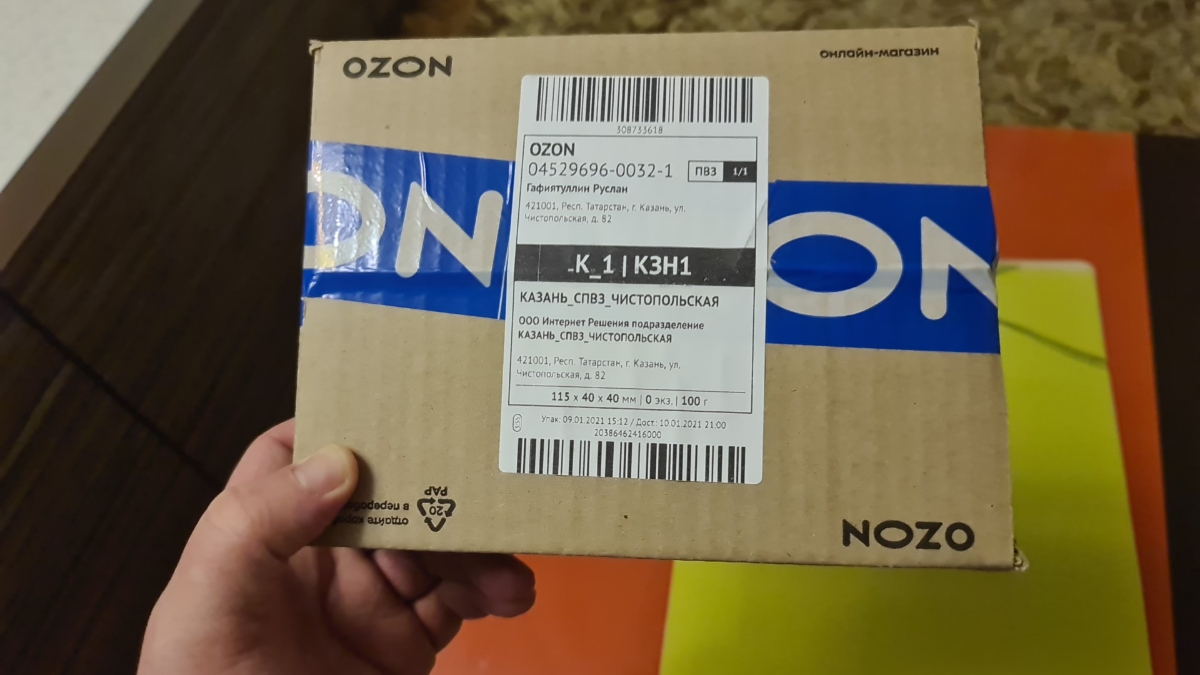 OZON
онлайн-магазин
308733618
OZON
04529696-0032-1
ПВЗ 1/1
Гафиятуллин Руслан
421001, Респ. Татарстан, г. Казань, ул.
Чистопольская, д. 82
ON
ON
-K_1 | КЗН1
КАЗАНЬ_СПВЗ_ЧИСТОПОЛЬСКАЯ
ООО Интернет Решения подразделение
КАЗАНЬ_СПВЗ_ЧИСТОПОЛЬСКАЯ
421001, Респ. Татарстан, г. Казань, ул.
Чистопольская, д. 82
115 x 40 x 40 мм | 0 экз. | 100 г
Упак: 09.01.2021 15:12 / Дост.: 10.01.2021 21:00
20386462416000
20
PAP
отдайте
в
OZON